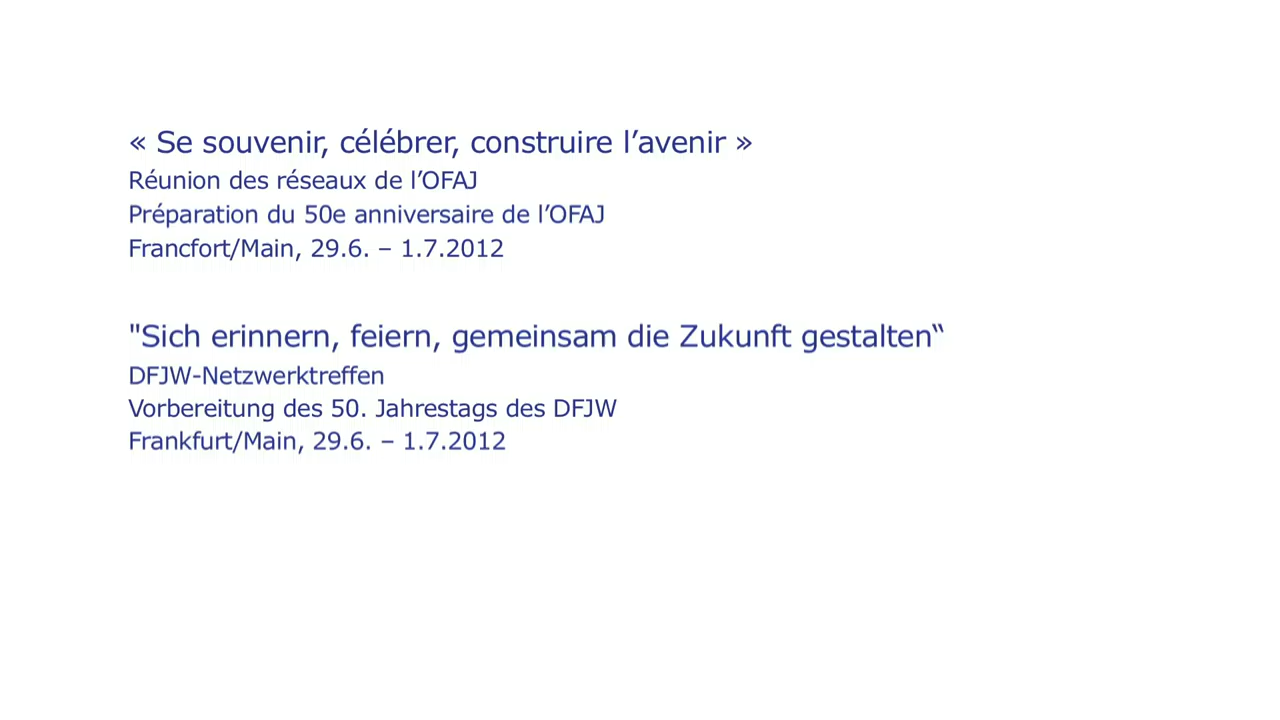 « Se souvenir, célébrer, construire l’avenir »
Réunion des réseaux de l’OFAJ
Préparation du 50e anniversaire de l’OFAJ
Francfort/Main, 29.6. – 1.7.2012
"Sich erinnern, feiern, gemeinsam die Zukunft gestalten“
DFJW-Netzwerktreffen
Vorbereitung des 50. Jahrestags des DFJW
Frankfurt/Main, 29.6. – 1.7.2012